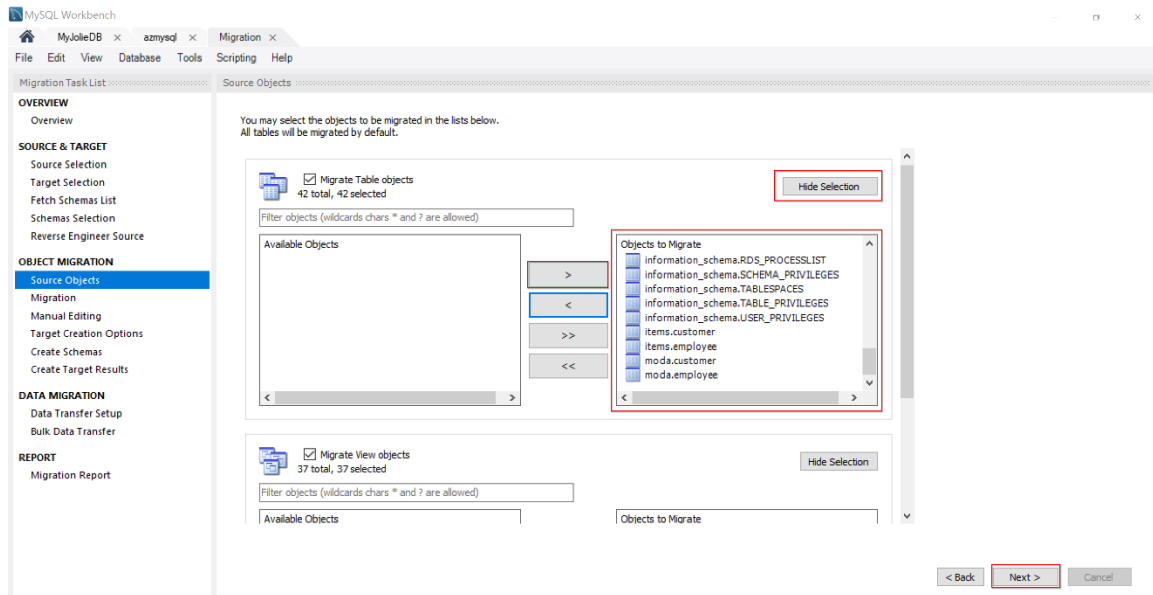 MySQL Workbench
MyJolieDB × azmysql × Migration ×
File Edit View Database Tools Scripting Help
Migration Task List
Source Objects
OVERVIEW
Overview
SOURCE & TARGET
Source Selection
Target Selection
Fetch Schemas List
Schemas Selection
Reverse Engineer Source
OBJECT MIGRATION
Source Objects
Migration
Manual Editing
Target Creation Options
Create Schemas
Create Target Results
DATA MIGRATION
Data Transfer Setup
Bulk Data Transfer
REPORT
Migration Report
You may select the objects to be migrated in the lists below.
All tables will be migrated by default.
Migrate Table objects
42 total, 42 selected
Hide Selection
Filter objects (wildcards chars * and ? are allowed)
Available Objects
>
<
>>
<<
Objects to Migrate
information_schema.RDS_PROCESSLIST
information_schema.SCHEMA_PRIVILEGES
information_schema.TABLESPACES
information_schema.TABLE_PRIVILEGES
information_schema.USER_PRIVILEGES
items.customer
items.employee
moda.customer
moda.employee
Migrate View objects
37 total, 37 selected
Hide Selection
Filter objects (wildcards chars * and ? are allowed)
Available Objects
Objects to Migrate
< Back Next > Cancel